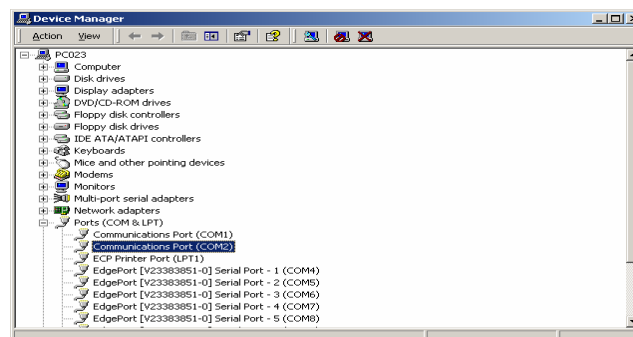 Device Manager
Action View
PC023
Computer
Disk drives
Display adapters
DVD/CD-ROM drives
Floppy disk controllers
Floppy disk drives
IDE ATA/ATAPI controllers
Keyboards
Mice and other pointing devices
Modems
Monitors
Multi-port serial adapters
Network adapters
Ports (COM & LPT)
Communications Port (COM1)
Communications Port (COM2)
ECP Printer Port (LPT1)
EdgePort [V23383851-0] Serial Port - 1 (COM4)
EdgePort [V23383851-0] Serial Port - 2 (COM5)
EdgePort [V23383851-0] Serial Port - 3 (COM6)
EdgePort [V23383851-0] Serial Port - 4 (COM7)
EdgePort [V23383851-0] Serial Port - 5 (COM8)